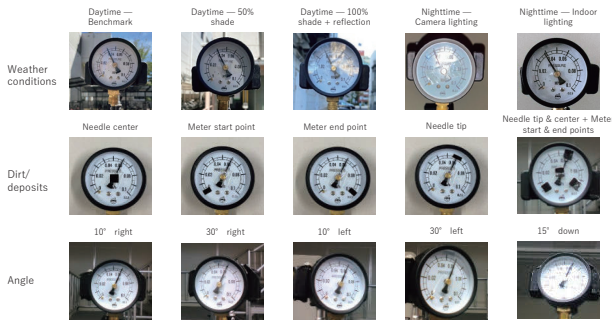 Daytime —
Benchmark
Daytime — 50%
shade
Daytime — 100%
shade + reflection
Nighttime —
Camera lighting
Nighttime — Indoor
lighting
Weather
conditions
Needle center
Meter start point
Meter end point
Needle tip
Needle tip & center + Mete
start & end points
Dirt/
deposits
10° right
30° right
10° left
30° left
15° down
Angle